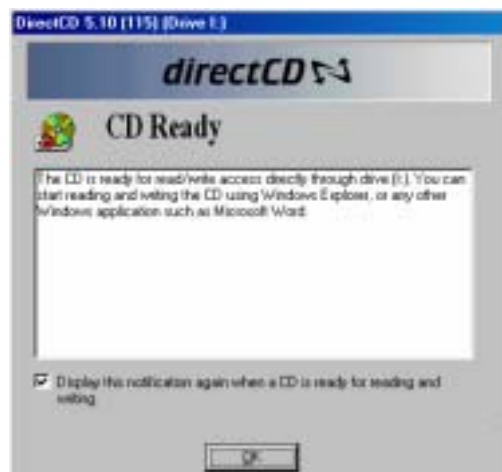 DirectCD 5.10 (115) (Drive I:)
directCD
CD Ready
The CD is ready for read/write access directly through drive (I:). You can
start reading and writing the CD using Windows Explorer, or any other
Windows application such as Microsoft Word.
Display this notification again when a CD is ready for reading and
writing
OK